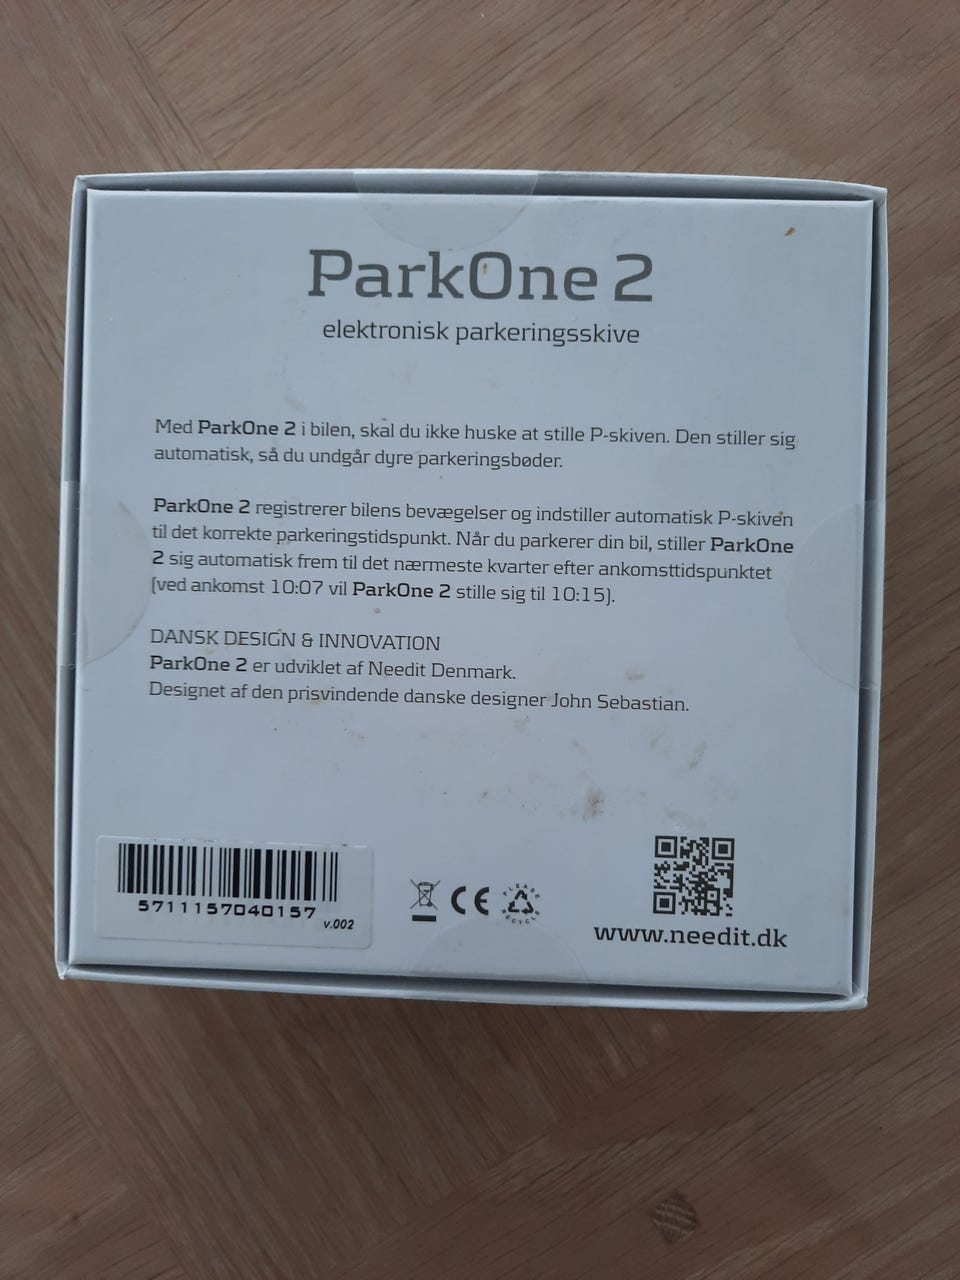 ParkOne 2
elektronisk parkeringsskive
Med ParkOne 2 i bilen, skal du ikke huske at stille P-skiven. Den stiller sig
automatisk, så du undgår dyre parkeringsbøder.
ParkOne 2 registrerer bilens bevægelser og indstiller automatisk P-skiven
til det korrekte parkeringstidspunkt. Når du parkerer din bil, stiller ParkOne
2 sig automatisk frem til det nærmeste kvarter efter ankomsttidspunktet
(ved ankomst 10:07 vil ParkOne 2 stille sig til 10:15).
DANSK DESIGN & INNOVATION
ParkOne 2 er udviklet af Needit Denmark.
Designet af den prisvindende danske designer John Sebastian.
5711157040157
v.002
CE
PLEASE
RECYCLE
www.needit.dk